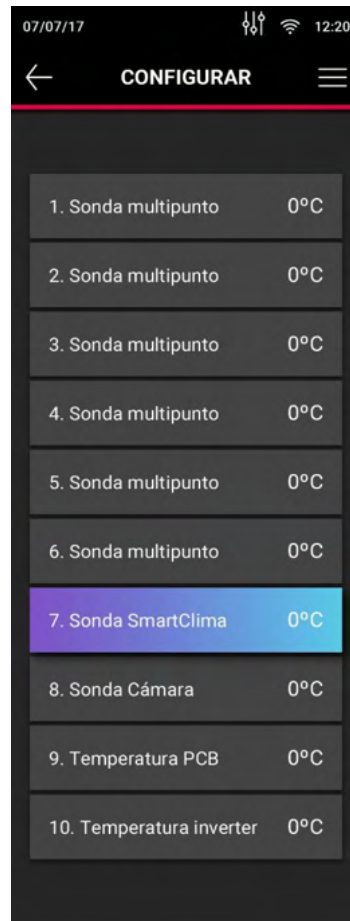 07/07/17 12:20
CONFIGURAR
1. Sonda multipunto 0ºC
2. Sonda multipunto 0ºC
3. Sonda multipunto 0ºC
4. Sonda multipunto 0ºC
5. Sonda multipunto 0ºC
6. Sonda multipunto 0ºC
7. Sonda SmartClima 0ºC
8. Sonda Cámara 0ºC
9. Temperatura PCB 0ºC
10. Temperatura inverter 0ºC